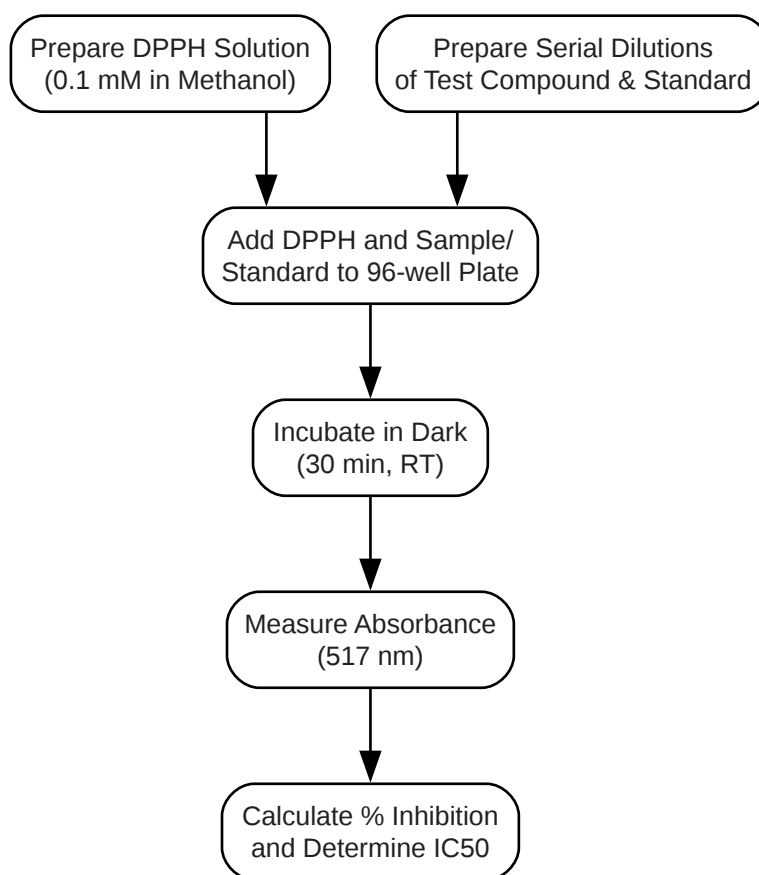 Prepare DPPH Solution
(0.1 mM in Methanol)
Prepare Serial Dilutions
of Test Compound & Standard
Add DPPH and Sample/
Standard to 96-well Plate
Incubate in Dark
(30 min, RT)
Measure Absorbance
(517 nm)
Calculate % Inhibition
and Determine IC50